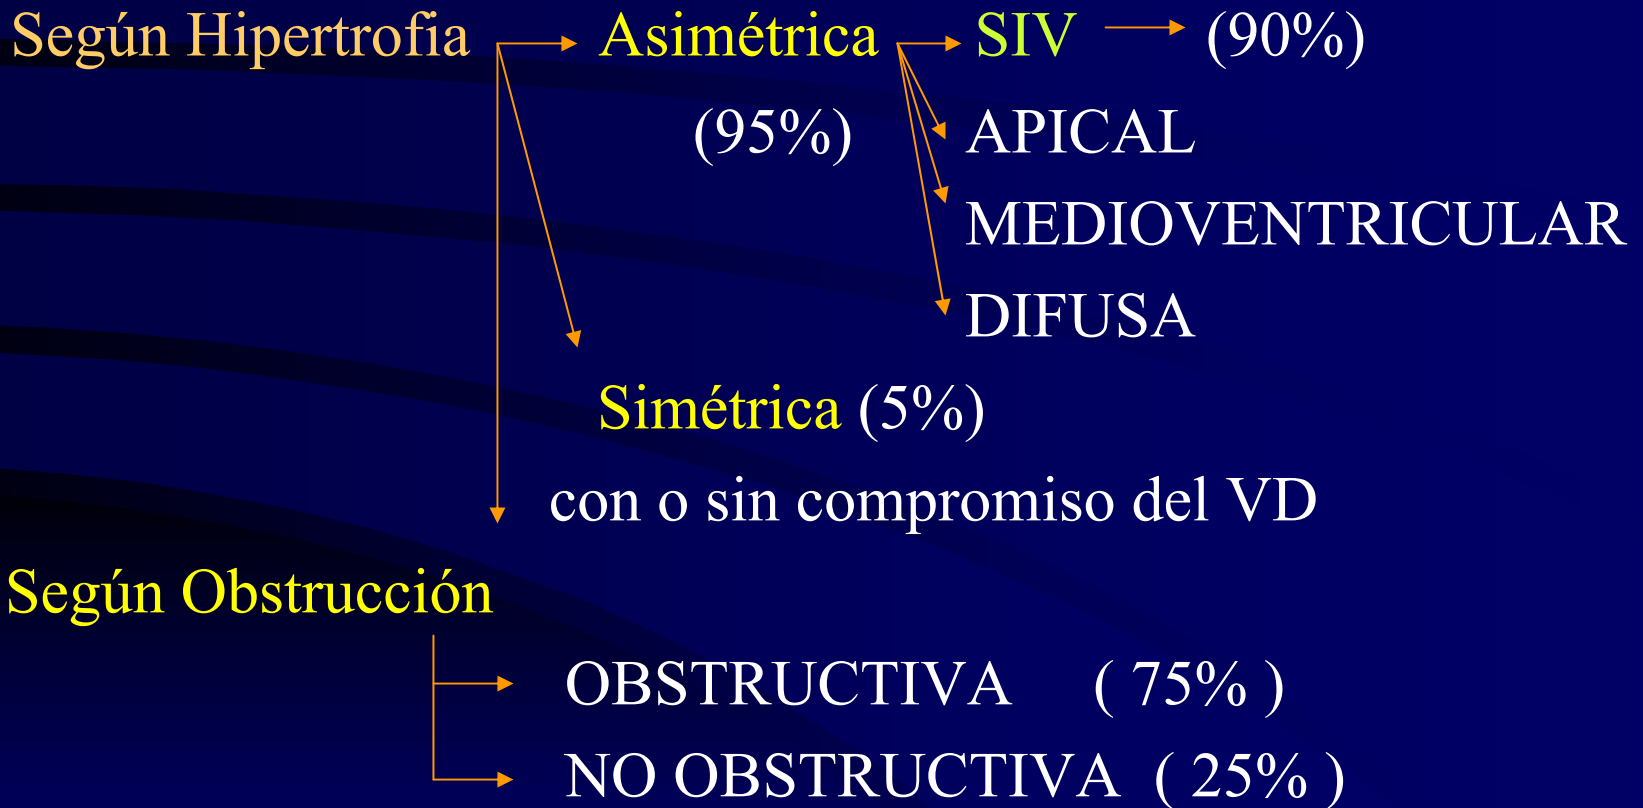 Según Hipertrofia Asimétrica SIV (90%)
(95%) APICAL
MEDIOVENTRICULAR
DIFUSA
Simétrica (5%)
con o sin compromiso del VD
Según Obstrucción
OBSTRUCTIVA ( 75% )
NO OBSTRUCTIVA ( 25% )